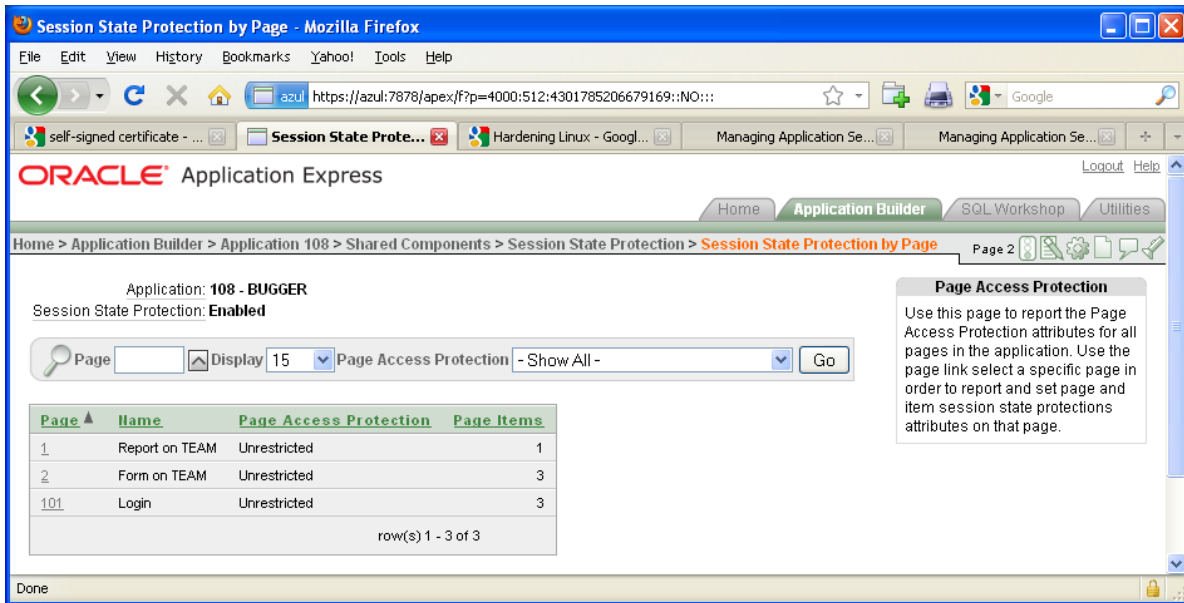 Session State Protection by Page - Mozilla Firefox
File Edit View History Bookmarks Yahoo! Tools Help
azul https://azul:7878/apex/f?p=4000:512:4301785206679169::NO::: Google
self-signed certificate - ... Session State Prote... Hardening Linux - Googl... Managing Application Se... Managing Application Se...
ORACLE Application Express
Logout Help
Home Application Builder SQL Workshop Utilities
Home > Application Builder > Application 108 > Shared Components > Session State Protection > Session State Protection by Page
Page 2
Application: 108 - BUGGER
Session State Protection: Enabled
Page Display 15 Page Access Protection - Show All - Go
Page Name Page Access Protection Page Items
1 Report on TEAM Unrestricted 1
2 Form on TEAM Unrestricted 3
101 Login Unrestricted 3
row(s) 1 - 3 of 3
Page Access Protection
Use this page to report the Page
Access Protection attributes for all
pages in the application. Use the
page link select a specific page in
order to report and set page and
item session state protections
attributes on that page.
Done